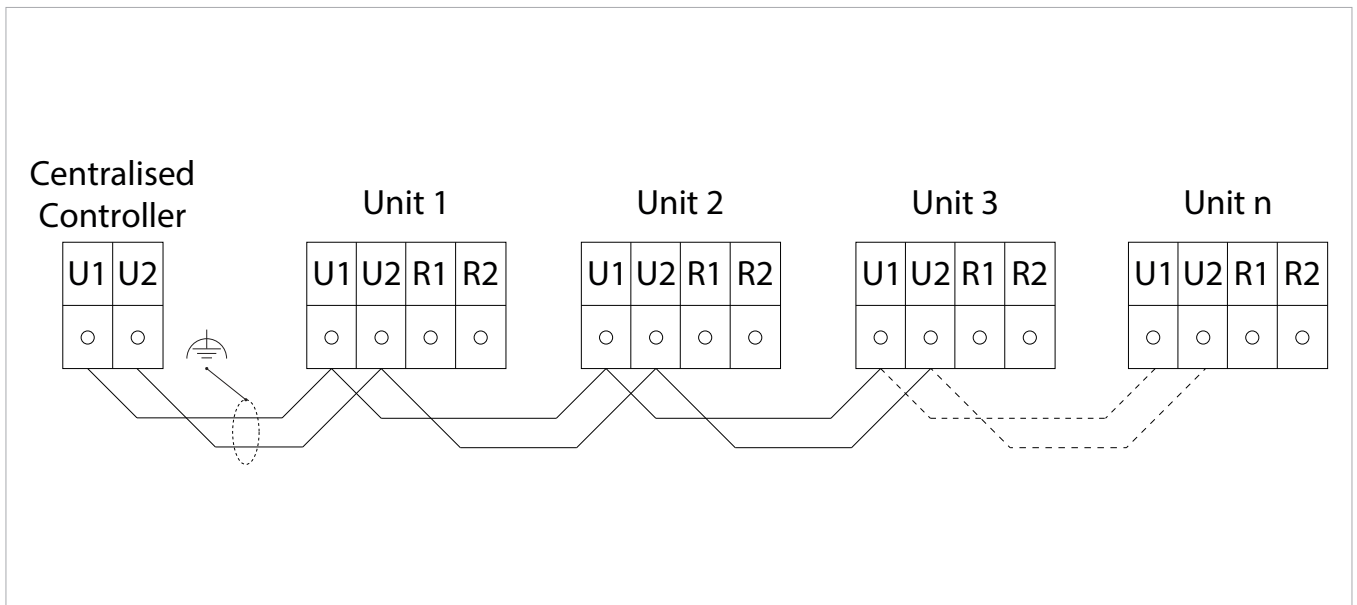 Centralised
Controller
Unit 1
Unit 2
Unit 3
Unit n
U1 U2
U1 U2 R1 R2
U1 U2 R1 R2
U1 U2 R1 R2
U1 U2 R1 R2